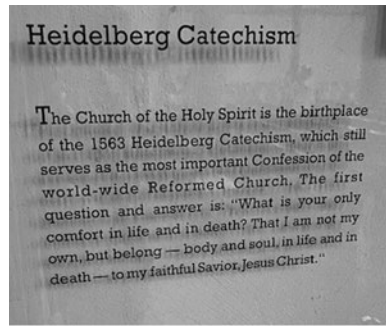 Heidelberg Catechism
The Church of the Holy Spirit is the birthplace
of the 1563 Heidelberg Catechism, which still
serves as the most important Confession of the
world-wide Reformed Church. The first
question and answer is: "What is your only
comfort in life and in death? That I am not my
own, but belong — body and soul, in life and in
death — to my faithful Savior, Jesus Christ."